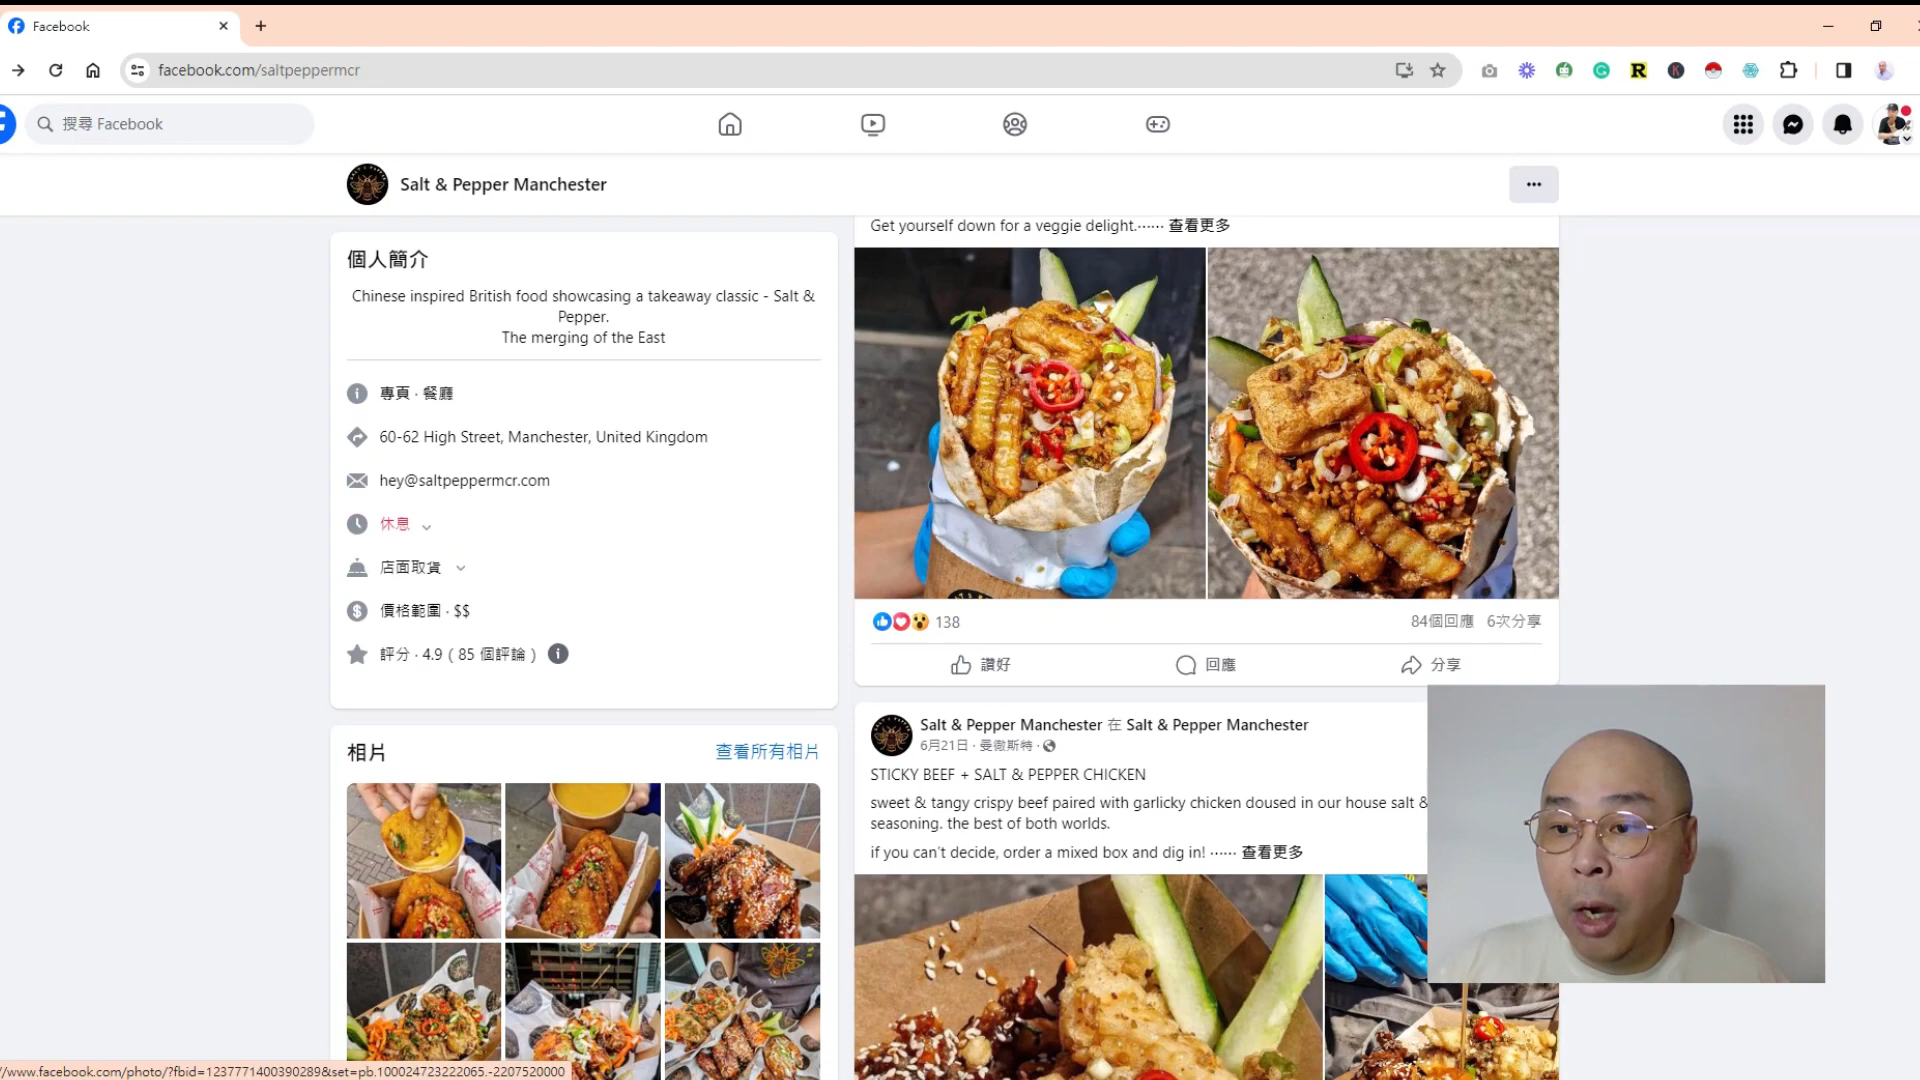 Facebook
facebook.com/saltpeppermcr
搜尋 Facebook
Salt & Pepper Manchester
Get yourself down for a veggie delight.…… 查看更多
個人簡介
Chinese inspired British food showcasing a takeaway classic - Salt &
Pepper.
The merging of the East
專頁 · 餐廳
60-62 High Street, Manchester, United Kingdom
hey@saltpeppermcr.com
休息
店面取貨
價格範圍 · $$
評分 · 4.9 ( 85 個評論 )
138
84個回應 6次分享
讚好 回應 分享
相片 查看所有相片
Salt & Pepper Manchester 在 Salt & Pepper Manchester
6月21日 · 曼徹斯特 ·
STICKY BEEF + SALT & PEPPER CHICKEN
sweet & tangy crispy beef paired with garlicky chicken doused in our house salt &
seasoning. the best of both worlds.
if you can't decide, order a mixed box and dig in! …… 查看更多
/www.facebook.com/photo/?fbid=1237771400390289&set=pb.100024723222065.-2207520000